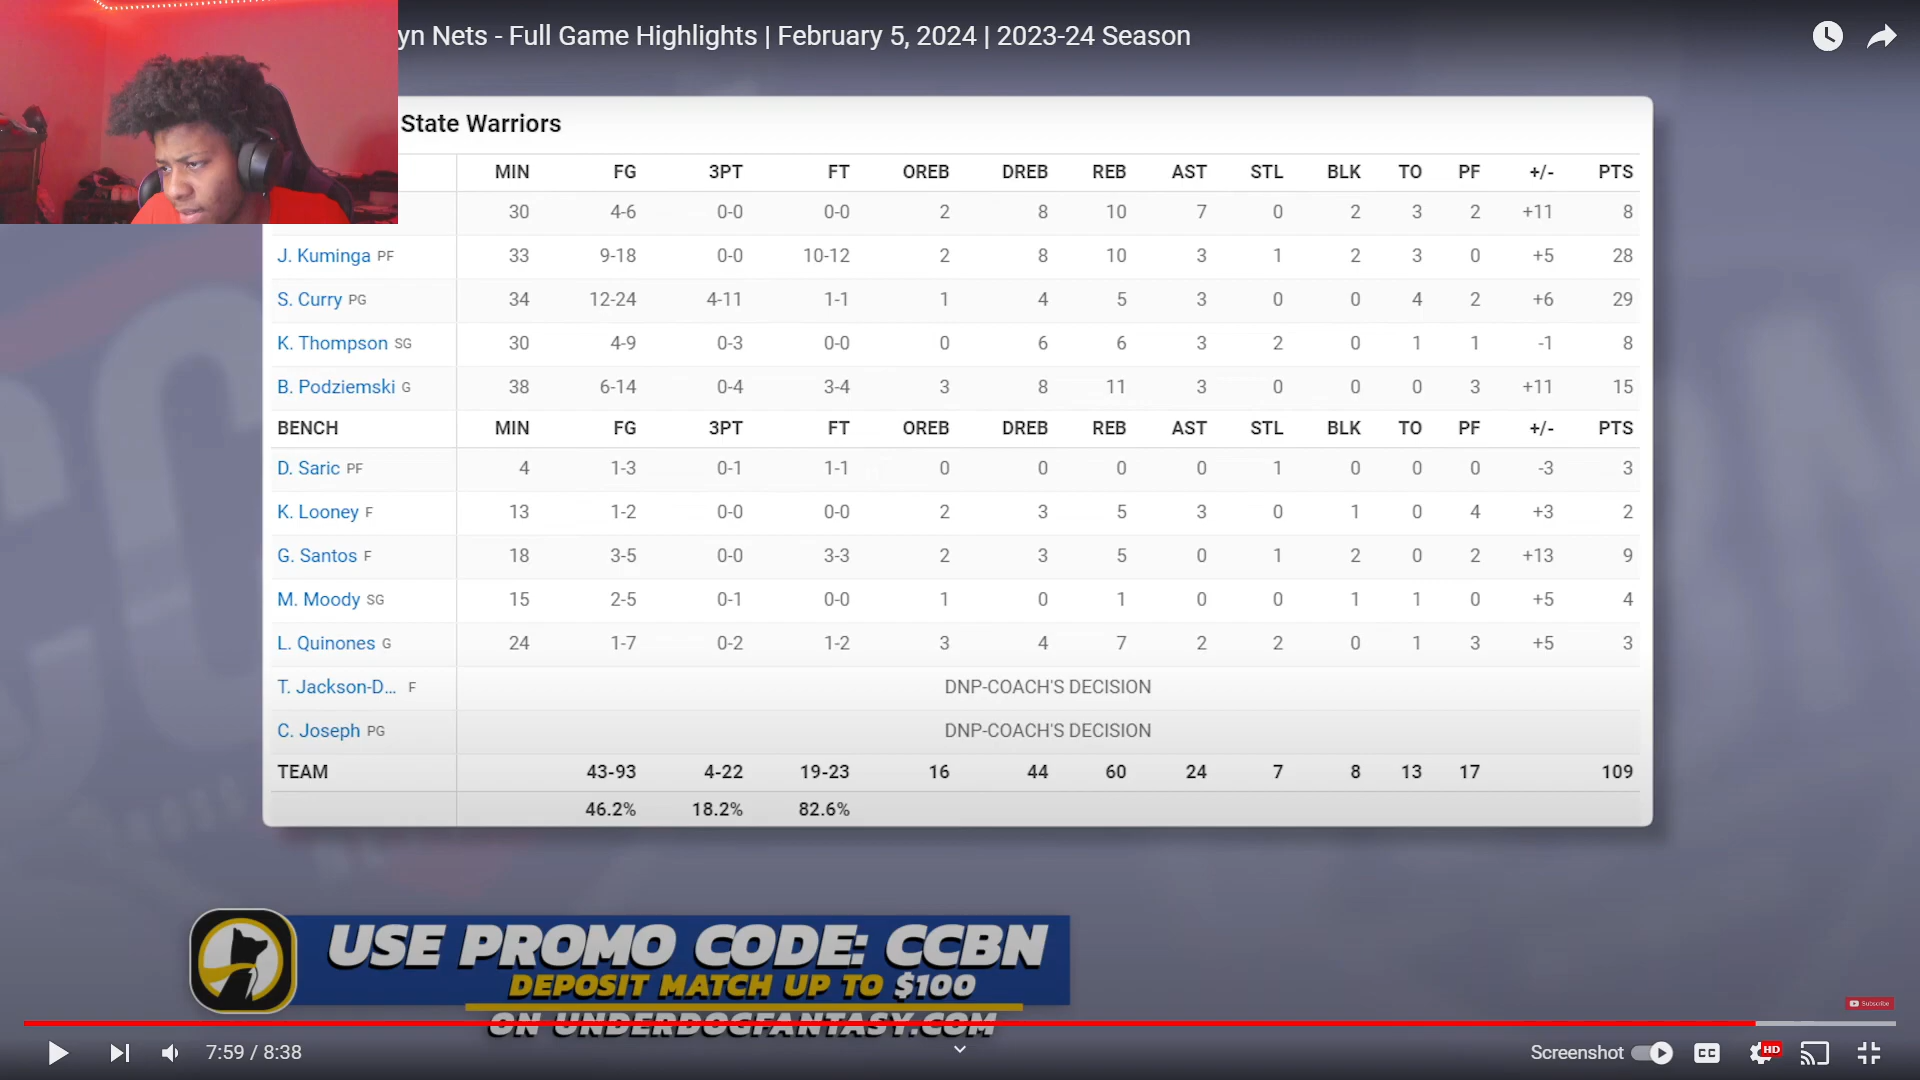 yn Nets - Full Game Highlights | February 5, 2024 | 2023-24 Season
State Warriors
MIN FG 3PT FT OREB DREB REB AST STL BLK TO PF +/- PTS
30 4-6 0-0 0-0 2 8 10 7 0 2 3 2 +11 8
J. Kuminga PF 33 9-18 0-0 10-12 2 8 10 3 1 2 3 0 +5 28
S. Curry PG 34 12-24 4-11 1-1 1 4 5 3 0 0 4 2 +6 29
K. Thompson SG 30 4-9 0-3 0-0 0 6 6 3 2 0 1 1 -1 8
B. Podziemski G 38 6-14 0-4 3-4 3 8 11 3 0 0 0 3 +11 15
BENCH MIN FG 3PT FT OREB DREB REB AST STL BLK TO PF +/- PTS
D. Saric PF 4 1-3 0-1 1-1 0 0 0 0 1 0 0 0 -3 3
K. Looney F 13 1-2 0-0 0-0 2 3 5 3 0 1 0 4 +3 2
G. Santos F 18 3-5 0-0 3-3 2 3 5 0 1 2 0 2 +13 9
M. Moody SG 15 2-5 0-1 0-0 1 0 1 0 0 1 1 0 +5 4
L. Quinones G 24 1-7 0-2 1-2 3 4 7 2 2 0 1 3 +5 3
T. Jackson-D... F DNP-COACH'S DECISION
C. Joseph PG DNP-COACH'S DECISION
TEAM 43-93 4-22 19-23 16 44 60 24 7 8 13 17 109
46.2% 18.2% 82.6%
USE PROMO CODE: CCBN
DEPOSIT MATCH UP TO $100
ON UNDERDOGFANTASY.COM
Subscribe
7:59 / 8:38
Screenshot
CC
HD